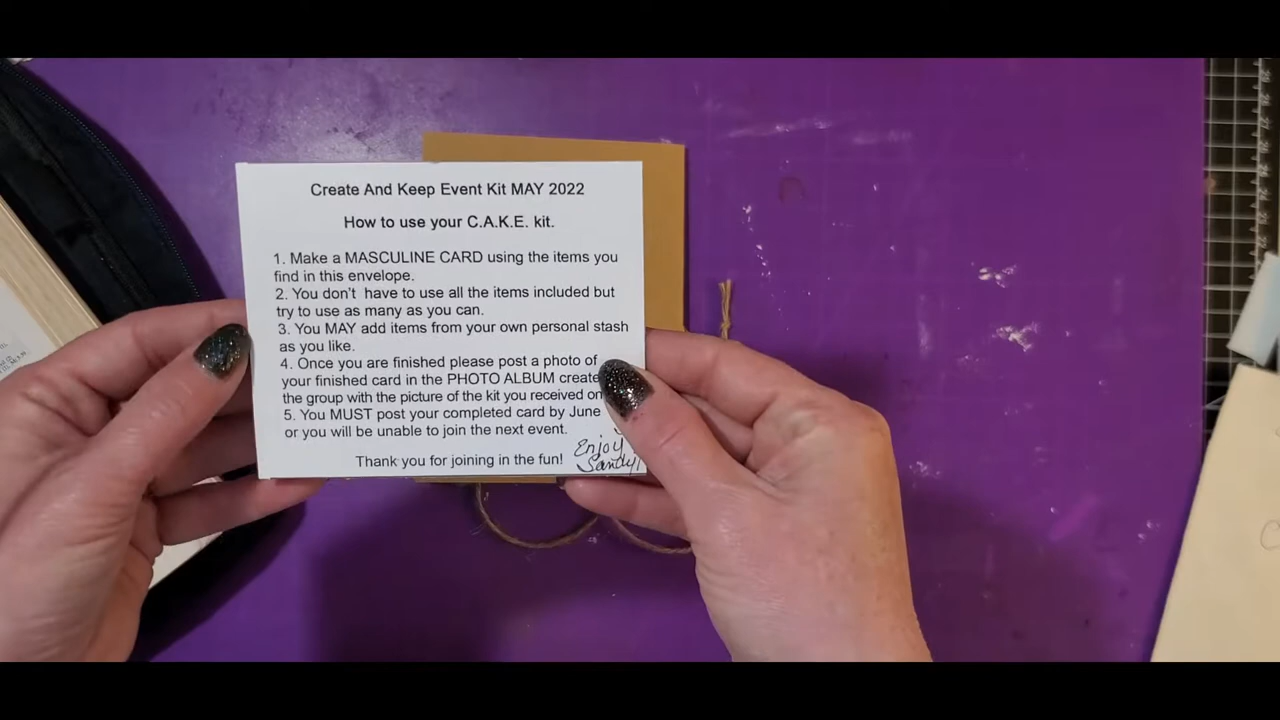 Create And Keep Event Kit MAY 2022
How to use your C.A.K.E. kit.
1. Make a MASCULINE CARD using the items you
find in this envelope.
2. You don't have to use all the items included but
try to use as many as you can.
3. You MAY add items from your own personal stash
as you like.
4. Once you are finished please post a photo of
your finished card in the PHOTO ALBUM create
the group with the picture of the kit you received on
5. You MUST post your completed card by June
or you will be unable to join the next event.
Thank you for joining in the fun!
Enjoy
Sandy